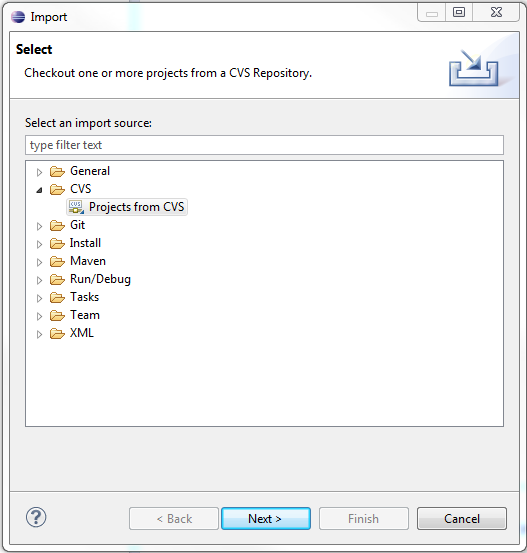 Import
Select
Checkout one or more projects from a CVS Repository.
Select an import source:
type filter text
General
CVS
CVS
Projects from CVS
Git
Install
Maven
Run/Debug
Tasks
Team
XML
?
< Back
Next >
Finish
Cancel